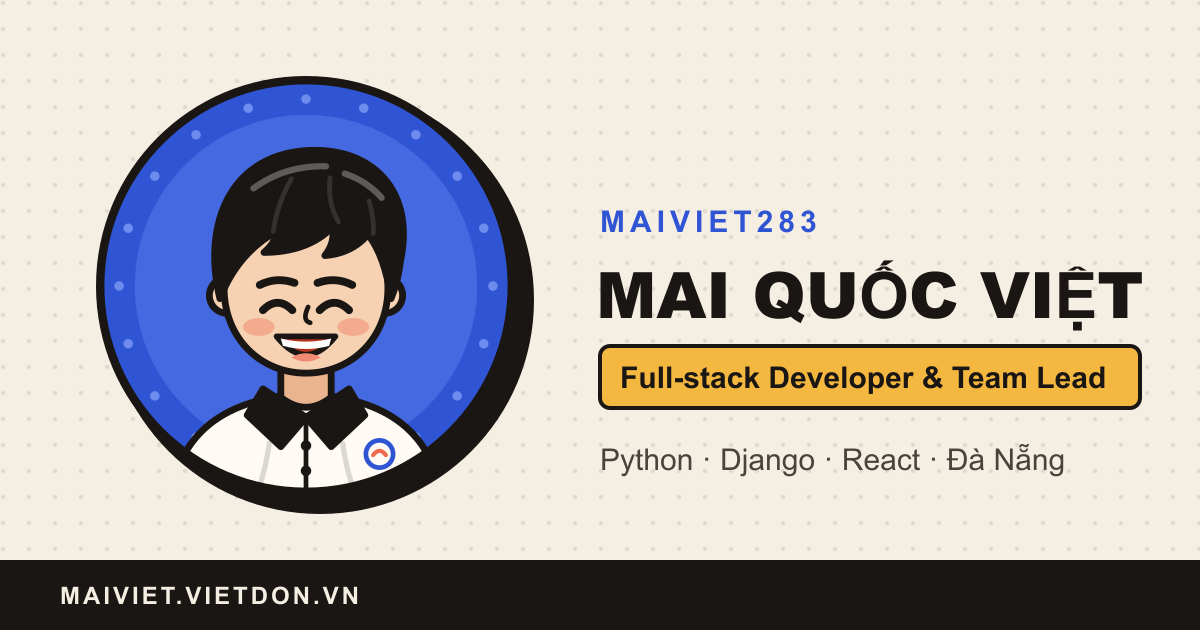 MAIVIET283
MAI QUỐC VIỆT
Full-stack Developer & Team Lead
Python · Django · React · Đà Nẵng
MAIVIET.VIETDON.VN